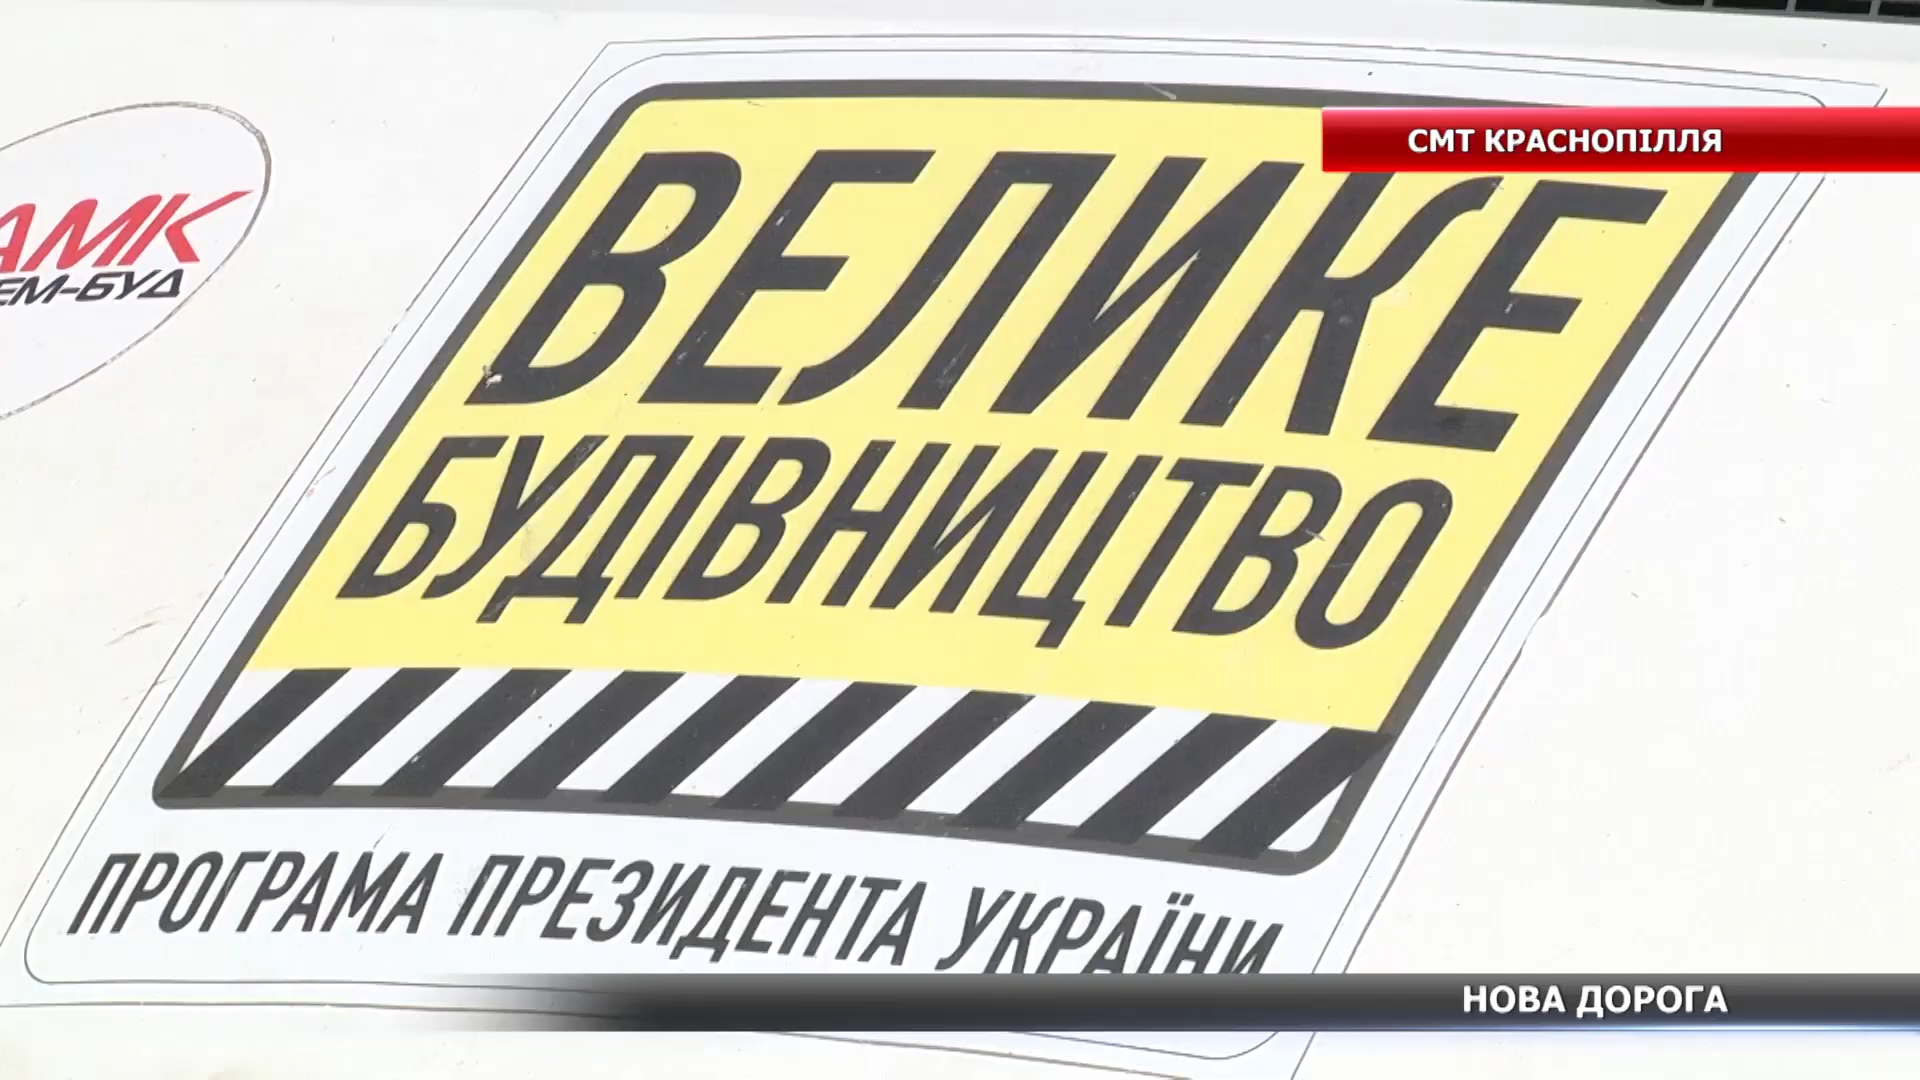 СМТ КРАСНОПІЛЛЯ
АМК
ЕМ-БУД
ВЕЛИКЕ
БУДІВНИЦТВО
ПРОГРАМА ПРЕЗИДЕНТА УКРАЇНИ
НОВА ДОРОГА